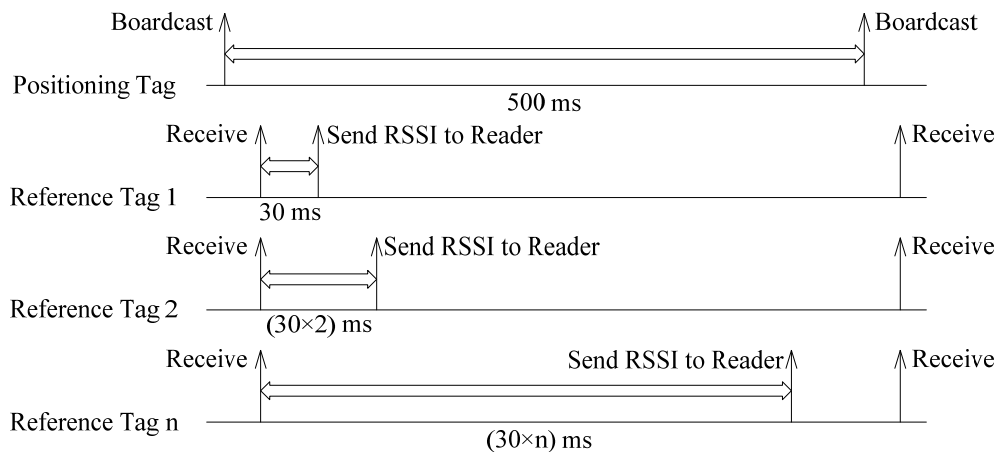 Boardcast
Boardcast
Positioning Tag
500 ms
Receive
Send RSSI to Reader
Receive
Reference Tag 1
30 ms
Receive
Send RSSI to Reader
Receive
Reference Tag 2
(30×2) ms
Receive
Send RSSI to Reader
Receive
Reference Tag n
(30×n) ms